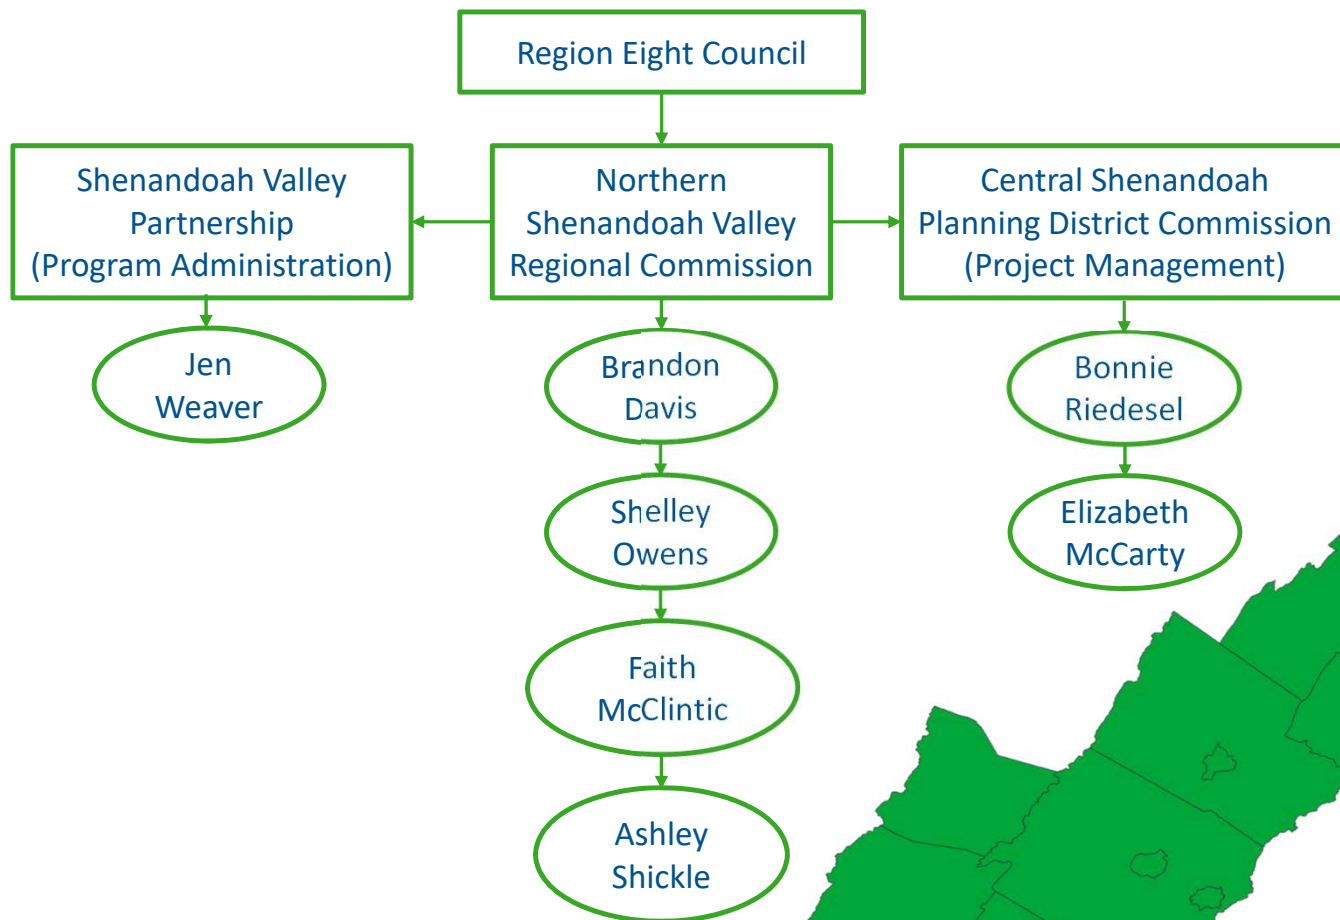 Region Eight Council
Shenandoah Valley
Partnership
(Program Administration)
Northern
Shenandoah Valley
Regional Commission
Central Shenandoah
Planning District Commission
(Project Management)
Jen
Weaver
Brandon
Davis
Bonnie
Riedesel
Shelley
Owens
Elizabeth
McCarty
Faith
McClintic
Ashley
Shickle